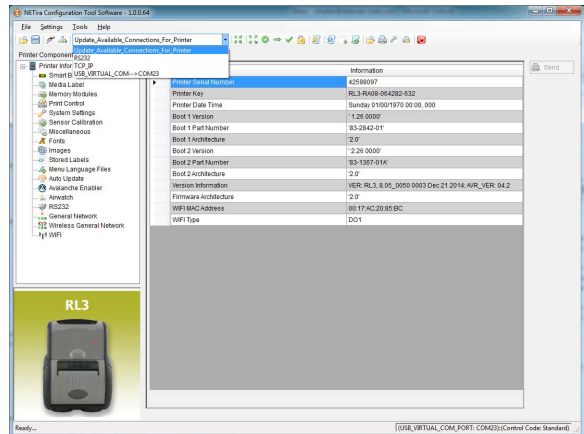 NETira Configuration Tool Software - 1.0.0.64
File Settings Tools Help
Update_Available_Connections_For_Printer
Update_Available_Connections_For_Printer
RS232
TCP_IP
USB_VIRTUAL_COM-->COM23
Printer Component
Printer Infor
Smart B
Media Label
Memory Modules
Print Control
System Settings
Sensor Calibration
Miscellaneous
Fonts
Images
Stored Labels
Menu Language Files
Auto Update
Avalanche Enabler
Airwatch
RS232
General Network
Wireless General Network
WIFI
Information
Printer Serial Number 42598097
Printer Key RL3-RA08-064282-632
Printer Date Time Sunday 01/00/1970 00:00, 000
Boot 1 Version ' 1.26 0000'
Boot 1 Part Number '83-2842-01'
Boot 1 Architecture '2.0'
Boot 2 Version ' 2.26 0000'
Boot 2 Part Number '83-1367-01A'
Boot 2 Architecture '2.0'
Version Information VER: RL3, 8.05_0050 0003 Dec 21 2014; AVR_VER: 04.2
Firmware Architecture '2.0'
WIFI MAC Address 00:17:AC:20:85:BC
WIFI Type DO1
Send
RL3
Ready...
(USB_VIRTUAL_COM_PORT: COM23):(Control Code: Standard)